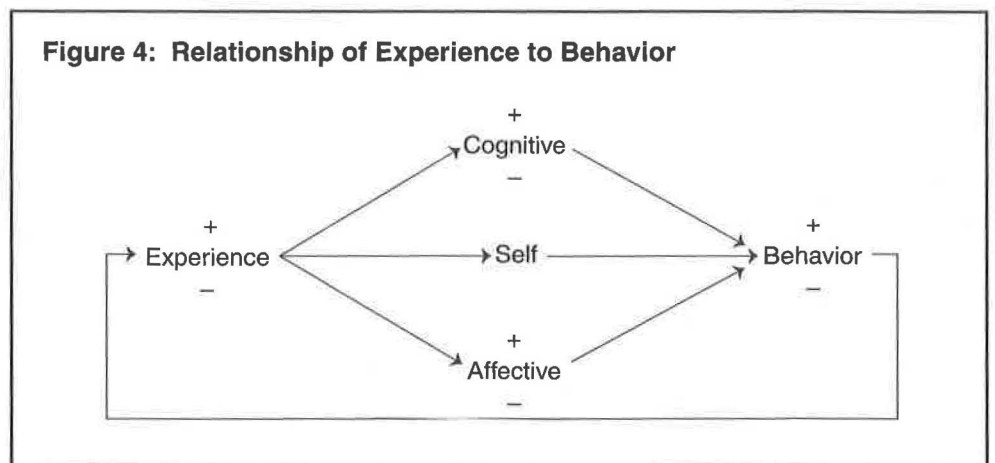 Figure 4: Relationship of Experience to Behavior
+
Cognitive
−
+
Experience
−
Self
+
Behavior
−
+
Affective
−